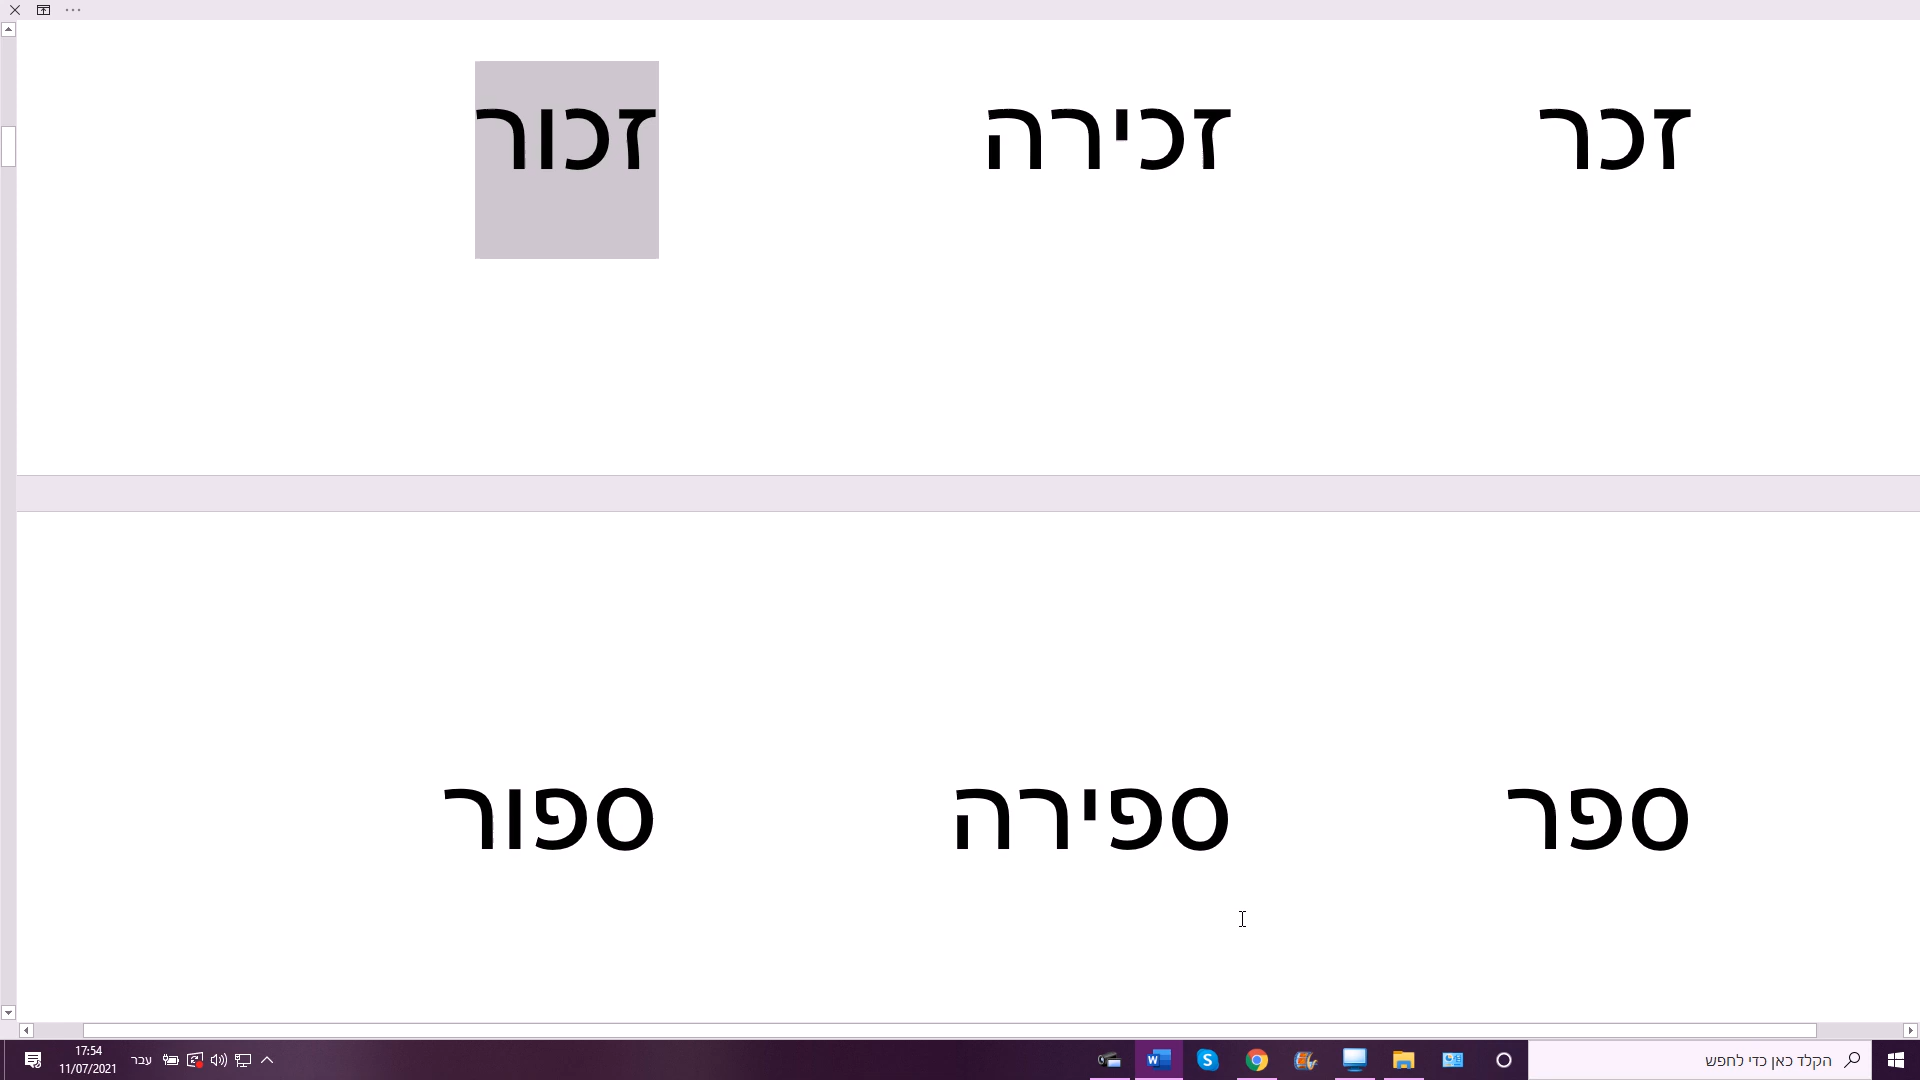 זכר זכירה זכור
ספר ספירה ספור
הקלד כאן כדי לחפש
עבר
17:54
11/07/2021